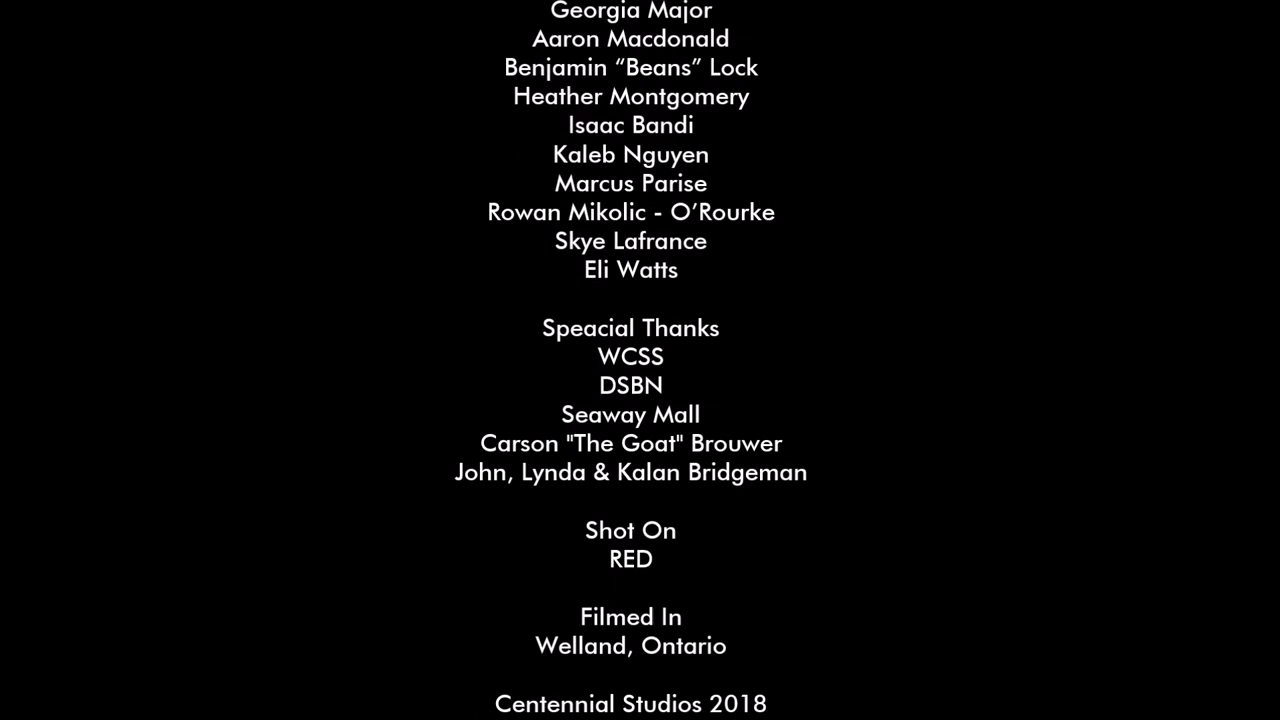 Georgia Major
Aaron Macdonald
Benjamin “Beans” Lock
Heather Montgomery
Isaac Bandi
Kaleb Nguyen
Marcus Parise
Rowan Mikolic - O’Rourke
Skye Lafrance
Eli Watts
Speacial Thanks
WCSS
DSBN
Seaway Mall
Carson "The Goat" Brouwer
John, Lynda & Kalan Bridgeman
Shot On
RED
Filmed In
Welland, Ontario
Centennial Studios 2018